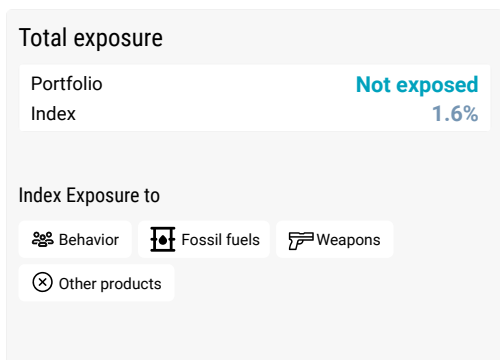 Total exposure
Portfolio Not exposed
Index 1.6%
Index Exposure to
Behavior Fossil fuels Weapons
Other products